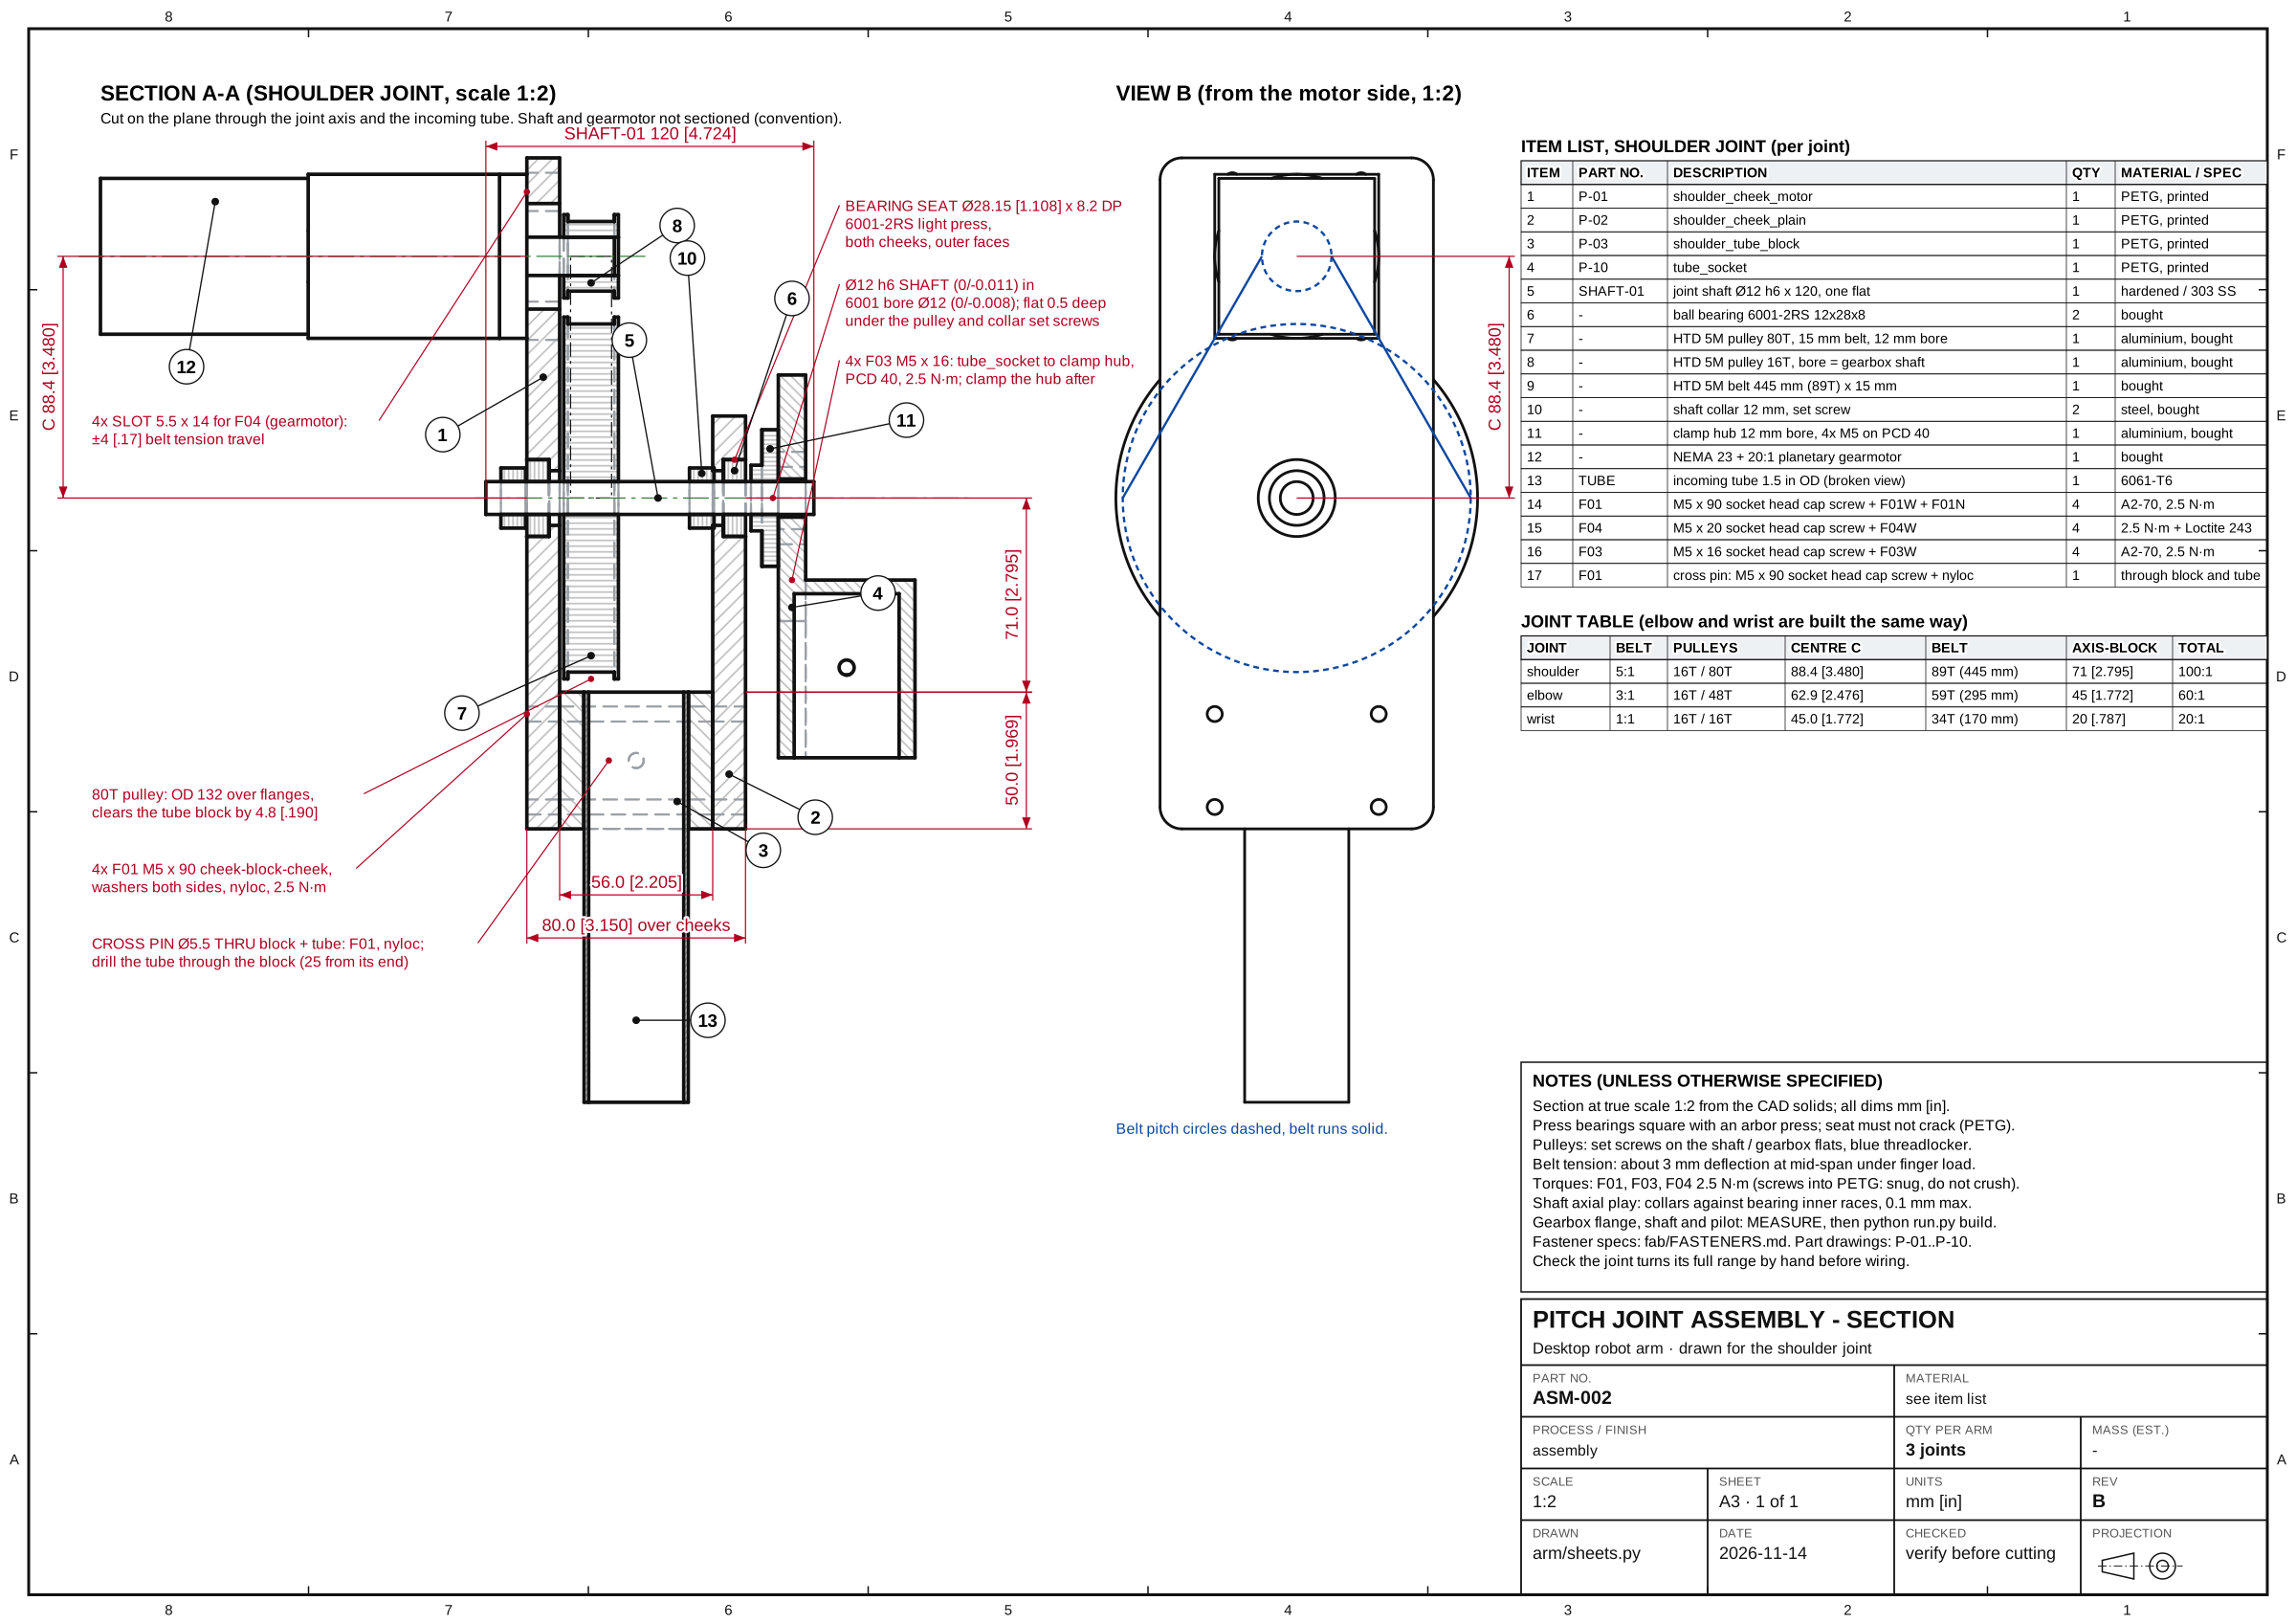 8 7 6 5 4 3 2 1
F
E
D
C
B
A
SECTION A-A (SHOULDER JOINT, scale 1:2)
Cut on the plane through the joint axis and the incoming tube. Shaft and gearmotor not sectioned (convention).
SHAFT-01 120 [4.724]
C 88.4 [3.480]
BEARING SEAT Ø28.15 [1.108] x 8.2 DP
6001-2RS light press,
both cheeks, outer faces
Ø12 h6 SHAFT (0/-0.011) in
6001 bore Ø12 (0/-0.008); flat 0.5 deep
under the pulley and collar set screws
4x F03 M5 x 16: tube_socket to clamp hub,
PCD 40, 2.5 N·m; clamp the hub after
4x SLOT 5.5 x 14 for F04 (gearmotor):
±4 [.17] belt tension travel
8
10
6
5
12
1
11
4
7
2
3
13
71.0 [2.795]
50.0 [1.969]
80T pulley: OD 132 over flanges,
clears the tube block by 4.8 [.190]
4x F01 M5 x 90 cheek-block-cheek,
washers both sides, nyloc, 2.5 N·m
56.0 [2.205]
80.0 [3.150] over cheeks
CROSS PIN Ø5.5 THRU block + tube: F01, nyloc;
drill the tube through the block (25 from its end)
VIEW B (from the motor side, 1:2)
C 88.4 [3.480]
Belt pitch circles dashed, belt runs solid.
ITEM LIST, SHOULDER JOINT (per joint)
ITEM PART NO. DESCRIPTION QTY MATERIAL / SPEC
1 P-01 shoulder_cheek_motor 1 PETG, printed
2 P-02 shoulder_cheek_plain 1 PETG, printed
3 P-03 shoulder_tube_block 1 PETG, printed
4 P-10 tube_socket 1 PETG, printed
5 SHAFT-01 joint shaft Ø12 h6 x 120, one flat 1 hardened / 303 SS
6 - ball bearing 6001-2RS 12x28x8 2 bought
7 - HTD 5M pulley 80T, 15 mm belt, 12 mm bore 1 aluminium, bought
8 - HTD 5M pulley 16T, bore = gearbox shaft 1 aluminium, bought
9 - HTD 5M belt 445 mm (89T) x 15 mm 1 bought
10 - shaft collar 12 mm, set screw 2 steel, bought
11 - clamp hub 12 mm bore, 4x M5 on PCD 40 1 aluminium, bought
12 - NEMA 23 + 20:1 planetary gearmotor 1 bought
13 TUBE incoming tube 1.5 in OD (broken view) 1 6061-T6
14 F01 M5 x 90 socket head cap screw + F01W + F01N 4 A2-70, 2.5 N·m
15 F04 M5 x 20 socket head cap screw + F04W 4 2.5 N·m + Loctite 243
16 F03 M5 x 16 socket head cap screw + F03W 4 A2-70, 2.5 N·m
17 F01 cross pin: M5 x 90 socket head cap screw + nyloc 1 through block and tube
JOINT TABLE (elbow and wrist are built the same way)
JOINT BELT PULLEYS CENTRE C BELT AXIS-BLOCK TOTAL
shoulder 5:1 16T / 80T 88.4 [3.480] 89T (445 mm) 71 [2.795] 100:1
elbow 3:1 16T / 48T 62.9 [2.476] 59T (295 mm) 45 [1.772] 60:1
wrist 1:1 16T / 16T 45.0 [1.772] 34T (170 mm) 20 [.787] 20:1
NOTES (UNLESS OTHERWISE SPECIFIED)
Section at true scale 1:2 from the CAD solids; all dims mm [in].
Press bearings square with an arbor press; seat must not crack (PETG).
Pulleys: set screws on the shaft / gearbox flats, blue threadlocker.
Belt tension: about 3 mm deflection at mid-span under finger load.
Torques: F01, F03, F04 2.5 N·m (screws into PETG: snug, do not crush).
Shaft axial play: collars against bearing inner races, 0.1 mm max.
Gearbox flange, shaft and pilot: MEASURE, then python run.py build.
Fastener specs: fab/FASTENERS.md. Part drawings: P-01..P-10.
Check the joint turns its full range by hand before wiring.
PITCH JOINT ASSEMBLY - SECTION
Desktop robot arm · drawn for the shoulder joint
PART NO. MATERIAL
ASM-002 see item list
PROCESS / FINISH QTY PER ARM MASS (EST.)
assembly 3 joints -
SCALE SHEET UNITS REV
1:2 A3 · 1 of 1 mm [in] B
DRAWN DATE CHECKED PROJECTION
arm/sheets.py 2026-11-14 verify before cutting
F
E
D
C
B
A
8 7 6 5 4 3 2 1